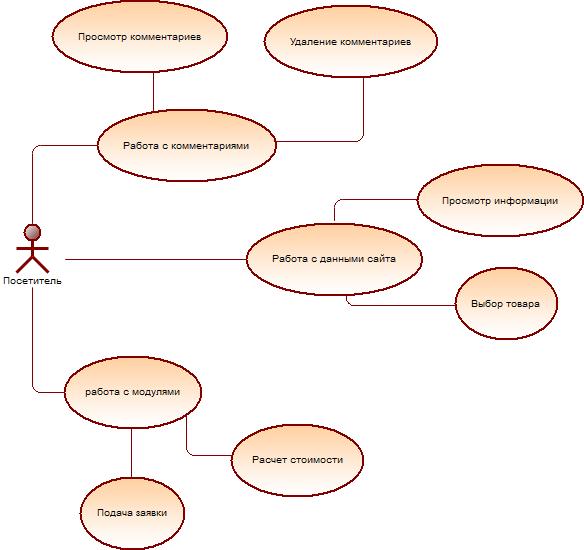 Просмотр комментариев
Удаление комментариев
Работа с комментариями
Просмотр информации
Работа с данными сайта
Посетитель
Выбор товара
работа с модулями
Расчет стоимости
Подача заявки